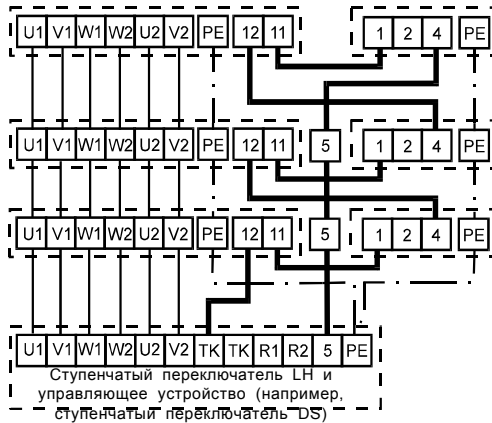 U1 V1 W1 W2 U2 V2 PE 12 11 1 2 4 PE
U1 V1 W1 W2 U2 V2 PE 12 11 5 1 2 4 PE
U1 V1 W1 W2 U2 V2 PE 12 11 5 1 2 4 PE
U1 V1 W1 W2 U2 V2 TK TK R1 R2 5 PE
Ступенчатый переключатель LH и
управляющее устройство (например,
ступенчатый переключатель DS)